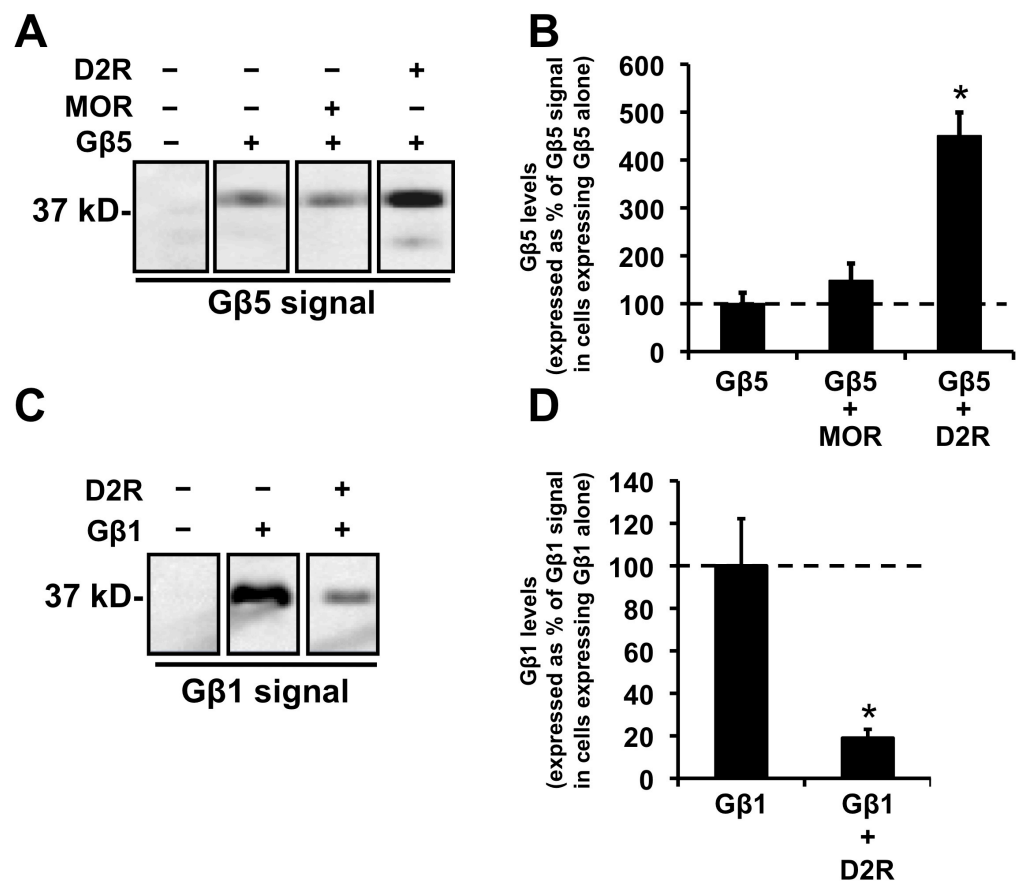 A
D2R – – – +
MOR – – + –
Gβ5 – + + +
37 kD-
Gβ5 signal
B
Gβ5 levels
(expressed as % of Gβ5 signal
in cells expressing Gβ5 alone)
600
500
400
300
200
100
0
*
Gβ5 Gβ5 Gβ5
+ +
MOR D2R
C
D2R – – +
Gβ1 – + +
37 kD-
Gβ1 signal
D
Gβ1 levels
(expressed as % of Gβ1 signal
in cells expressing Gβ1 alone)
140
120
100
80
60
40
20
0
*
Gβ1 Gβ1
+
D2R